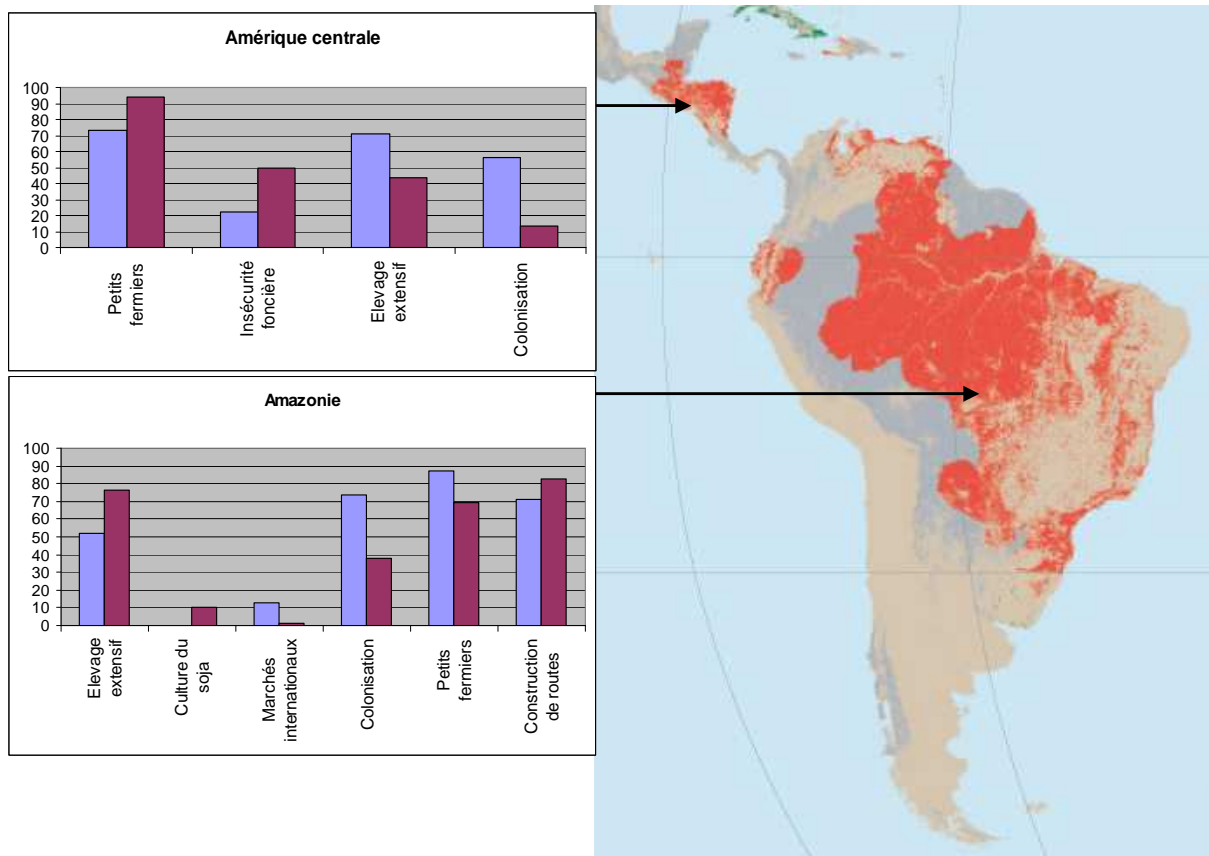 Amérique centrale
100
90
80
70
60
50
40
30
20
10
0
Petits
fermiers
Insécurité
foncière
Elevage
extensif
Colonisation
Amazonie
100
90
80
70
60
50
40
30
20
10
0
Elevage
extensif
Culture du
soja
Marchés
internationaux
Colonisation
Petits
fermiers
Construction
de routes